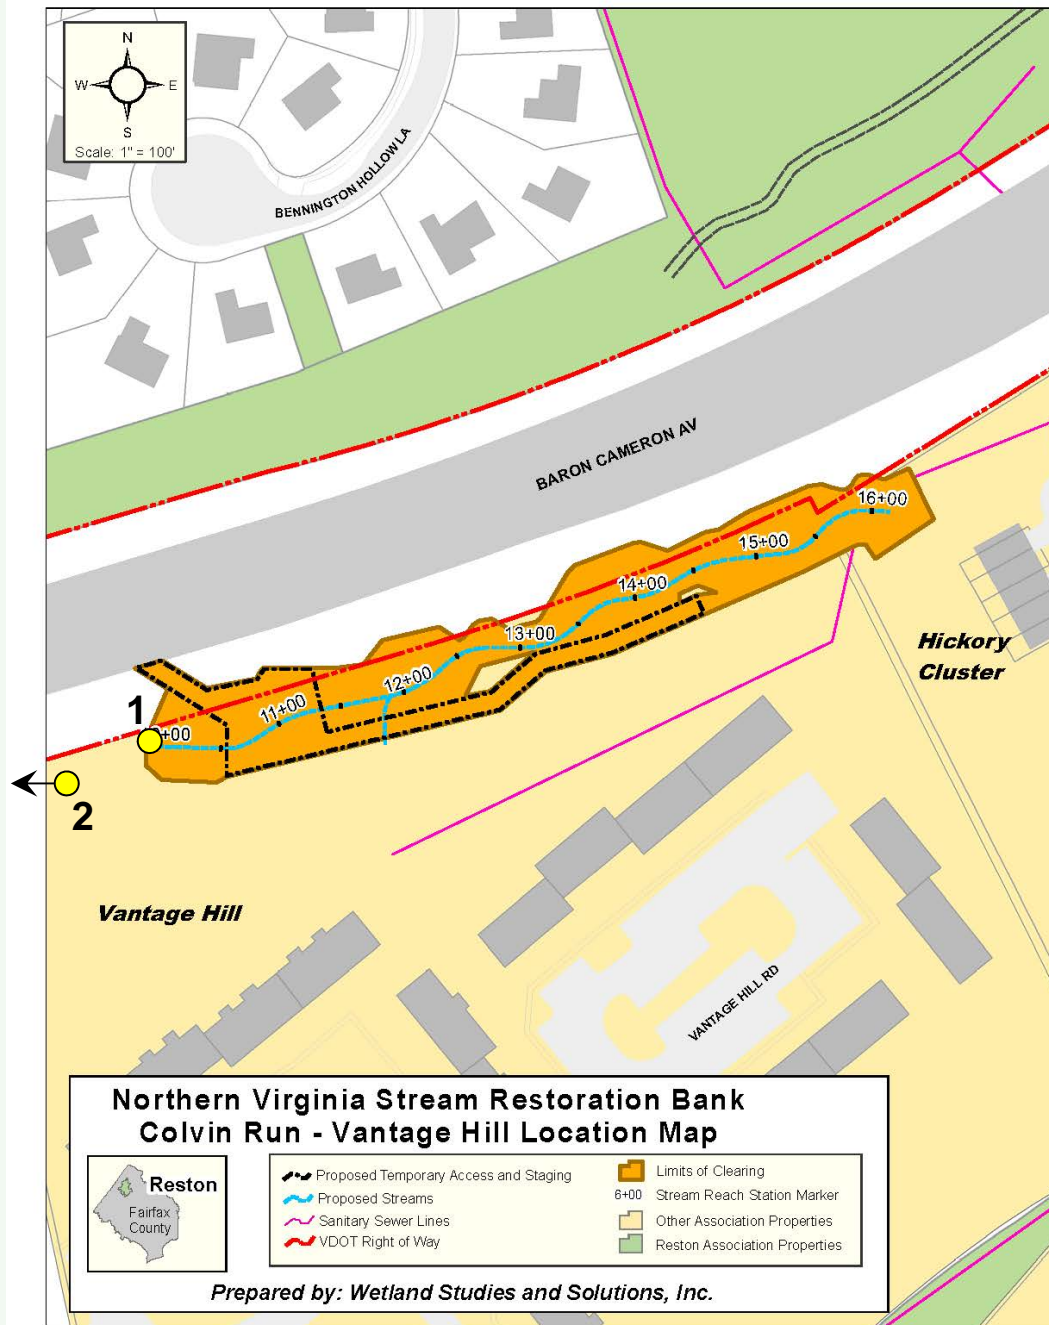 N
W E
S
Scale: 1" = 100'
BENNINGTON HOLLOW LA
BARON CAMERON AV
16+00
15+00
14+00
13+00
12+00
11+00
1
+00
2
Hickory
Cluster
Vantage Hill
VANTAGE HILL RD
Northern Virginia Stream Restoration Bank
Colvin Run - Vantage Hill Location Map
Reston
Fairfax
County
Proposed Temporary Access and Staging
Proposed Streams
Sanitary Sewer Lines
VDOT Right of Way
Limits of Clearing
6+00 Stream Reach Station Marker
Other Association Properties
Reston Association Properties
Prepared by: Wetland Studies and Solutions, Inc.